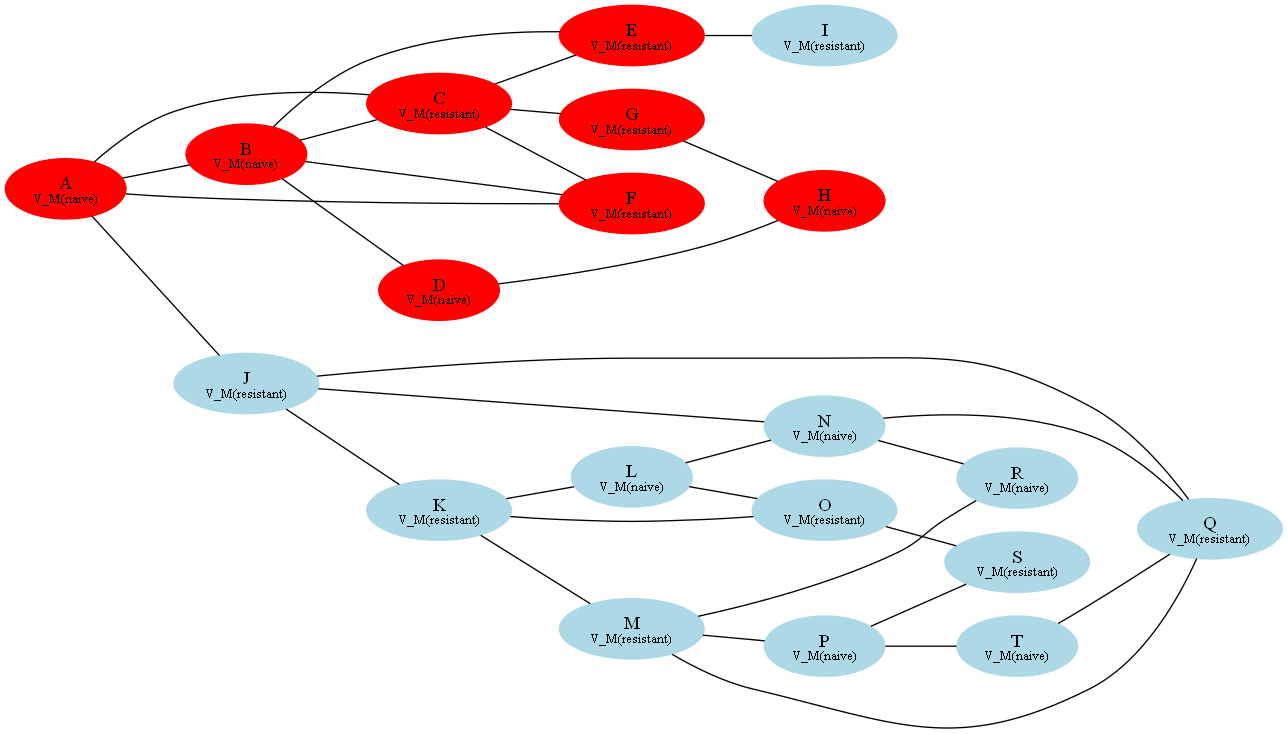 A
V_M(naive)
B
V_M(naive)
C
V_M(resistant)
E
V_M(resistant)
I
V_M(resistant)
G
V_M(resistant)
F
V_M(resistant)
H
V_M(naive)
D
V_M(naive)
J
V_M(resistant)
K
V_M(resistant)
L
V_M(naive)
N
V_M(naive)
O
V_M(resistant)
R
V_M(naive)
Q
V_M(resistant)
S
V_M(resistant)
M
V_M(resistant)
P
V_M(naive)
T
V_M(naive)